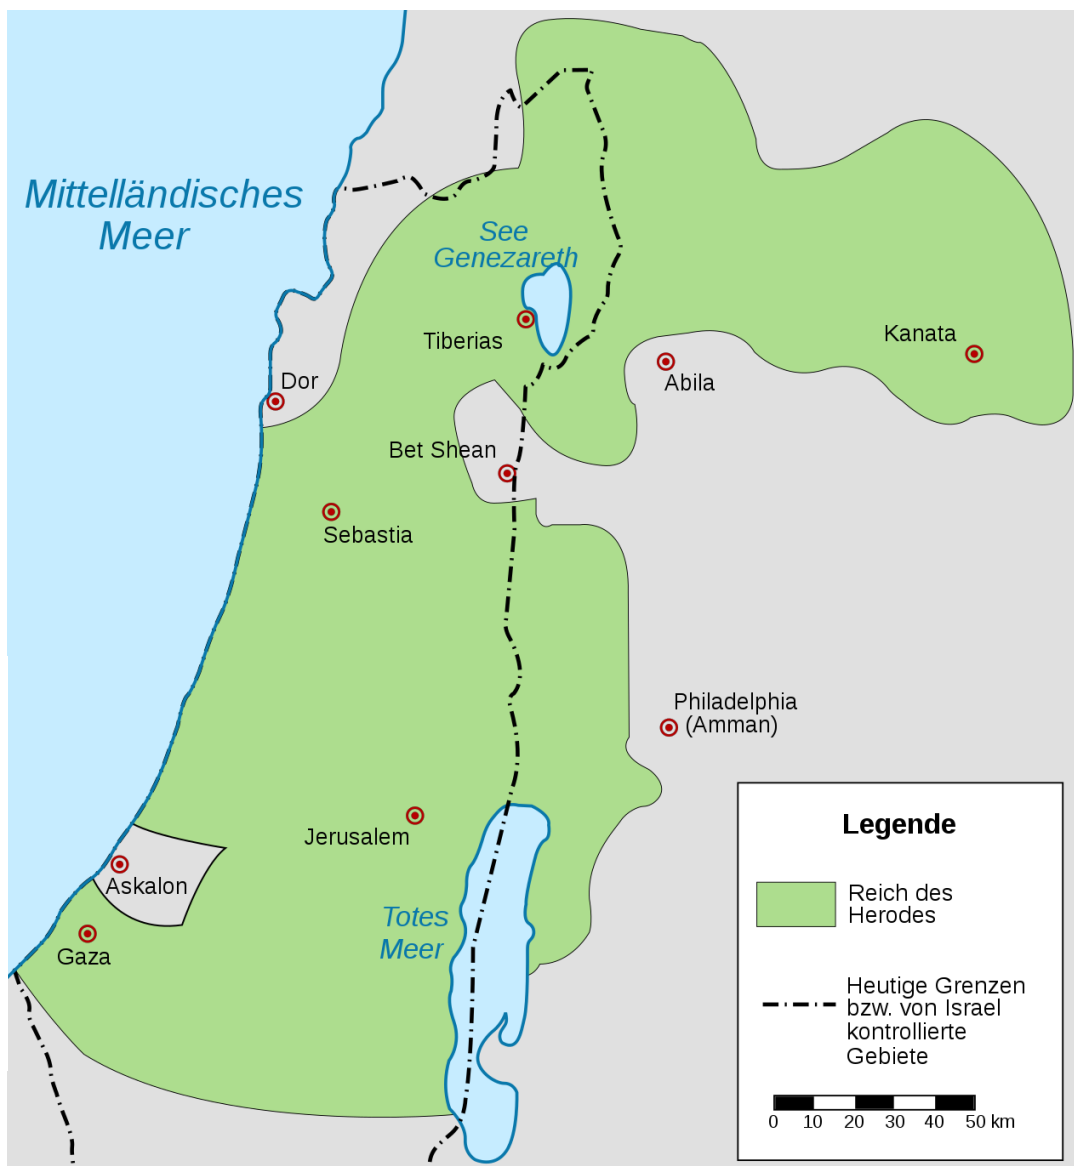 Mittelländisches
Meer
See
Genezareth
Tiberias
Kanata
Abila
Dor
Bet Shean
Sebastia
Philadelphia
(Amman)
Jerusalem
Askalon
Totes
Meer
Gaza
Legende
Reich des
Herodes
Heutige Grenzen
bzw. von Israel
kontrollierte
Gebiete
0 10 20 30 40 50 km